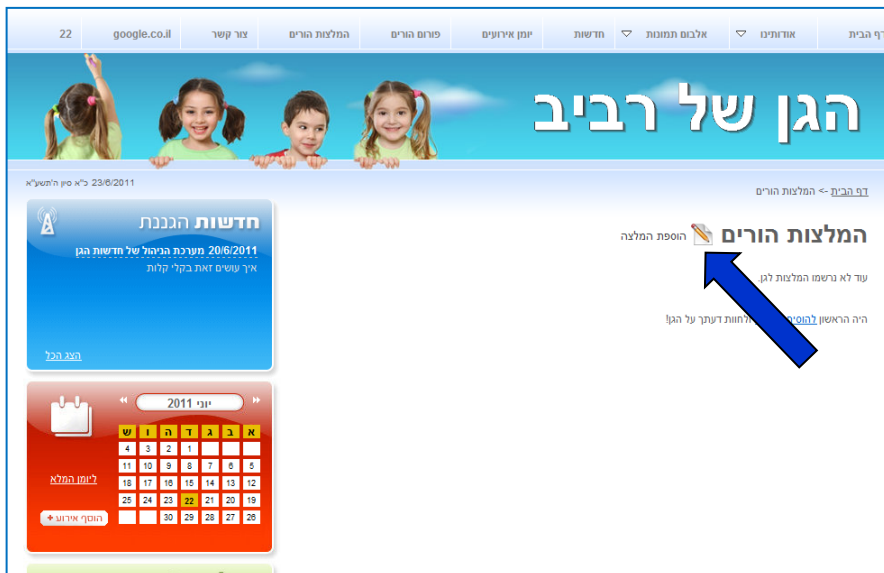 דף הבית אודותינו אלבום תמונות חדשות יומן אירועים פורום הורים המלצות הורים צור קשר google.co.il 22
הגן של רביב
23/6/2011 כ"א סיון ה'תשע"א
דף הבית -> המלצות הורים
המלצות הורים הוספת המלצה
עוד לא נרשמו המלצות לגן.
היה הראשון ולחוות דעתך על הגן!
חדשות הגננת
20/6/2011 מערכת הניהול של חדשות הגן
איך עושים זאת בקלי קלות
הצג הכל
« יוני 2011 »
א ב ג ד ה ו ש
1 2 3 4
5 6 7 8 9 10 11
12 13 14 15 16 17 18
19 20 21 22 23 24 25
26 27 28 29 30
ליומן המלא
הוסף אירוע +